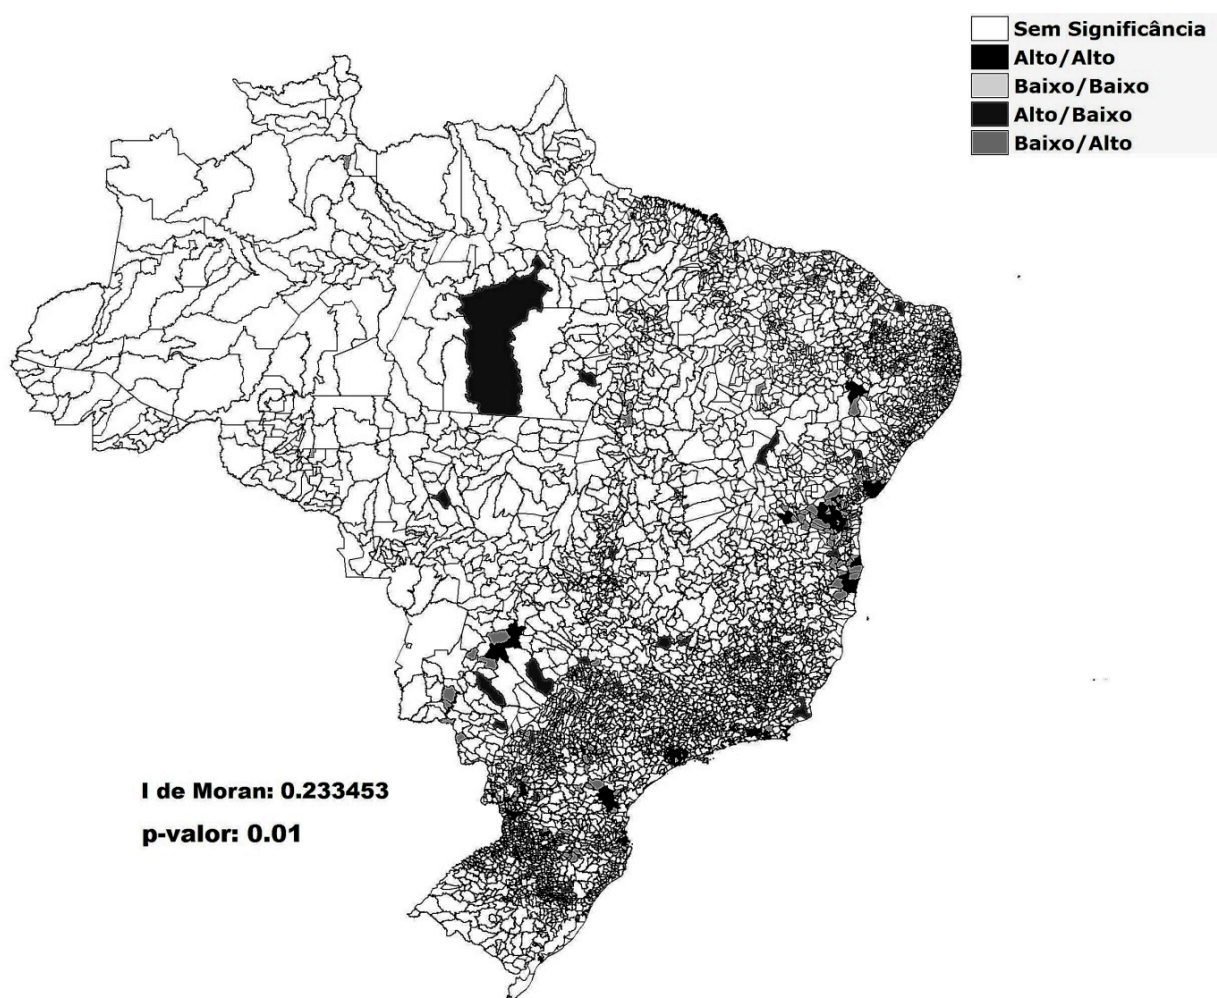 Sem Significância
Alto/Alto
Baixo/Baixo
Alto/Baixo
Baixo/Alto
I de Moran: 0.233453
p-valor: 0.01